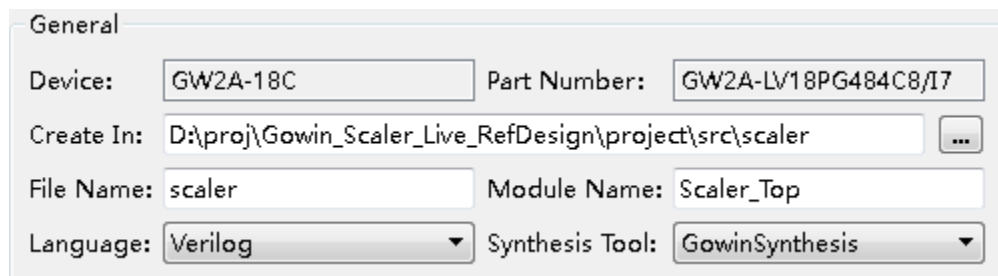 General
Device: GW2A-18C Part Number: GW2A-LV18PG484C8/I7
Create In: D:\proj\Gowin_Scaler_Live_RefDesign\project\src\scaler ...
File Name: scaler Module Name: Scaler_Top
Language: Verilog Synthesis Tool: GowinSynthesis